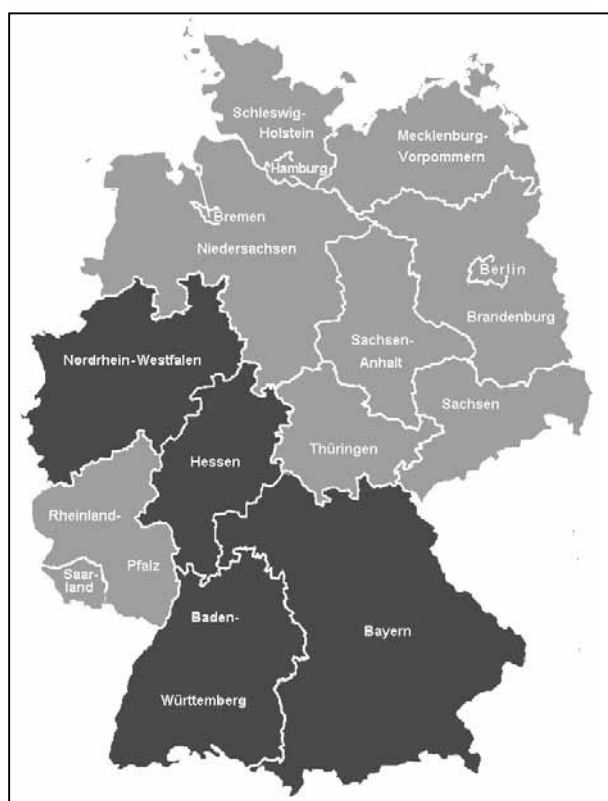 Schleswig-
Holstein
Mecklenburg-
Vorpommern
Hamburg
Bremen
Niedersachsen
Berlin
Brandenburg
Sachsen-
Anhalt
Nordrhein-Westfalen
Sachsen
Thüringen
Hessen
Rheinland-
Pfalz
Saar-
land
Baden-
Württemberg
Bayern